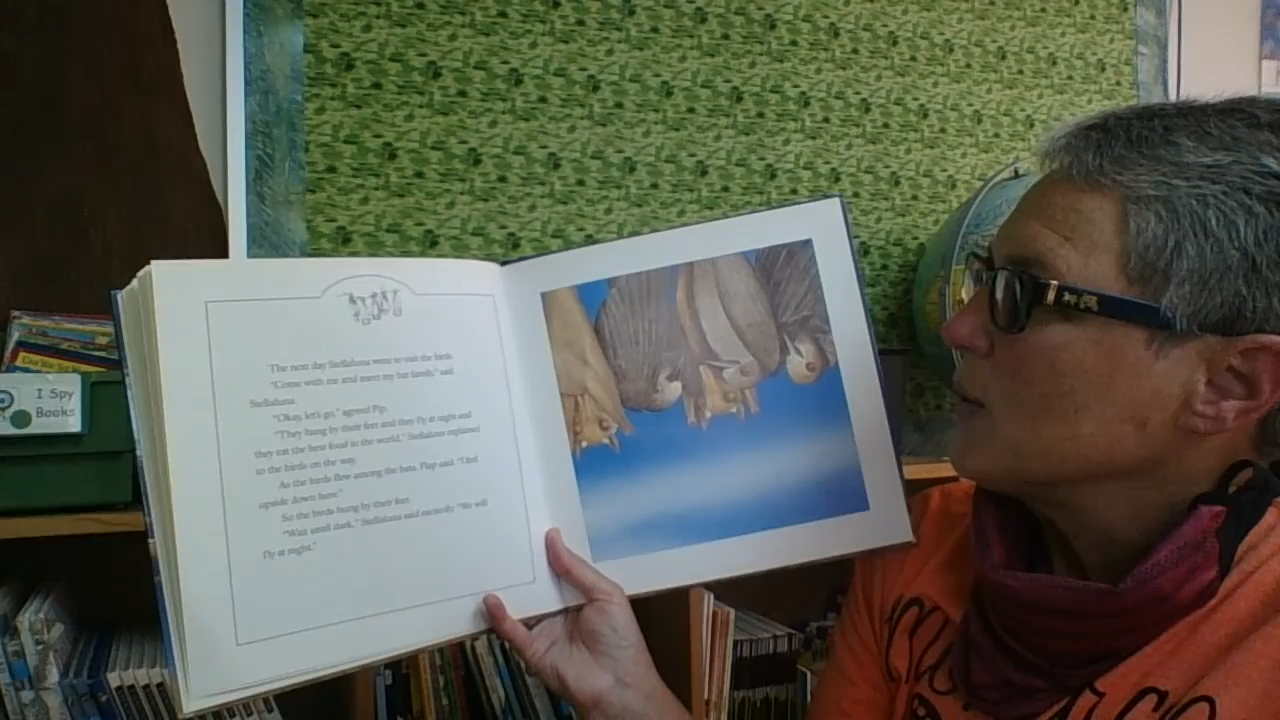 The next day Stellaluna went to visit the birds.
"Come with me and meet my bat family," said
Stellaluna.
"Okay, let's go," agreed Pip.
"They hang by their feet and they fly at night and
they eat the best food in the world," Stellaluna explained
to the birds on the way.
As the birds flew among the bats, Flap said, "I feel
upside down here."
So the birds hung by their feet.
"Wait until dark," Stellaluna said excitedly. "We will
fly at night."
I Spy
Books